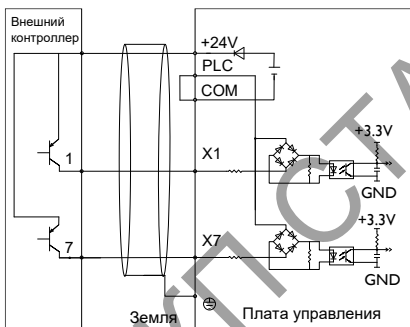 Внешний
контроллер
+24V
PLC
COM
1
X1
+3.3V
GND
7
X7
+3.3V
GND
Земля
Плата управления